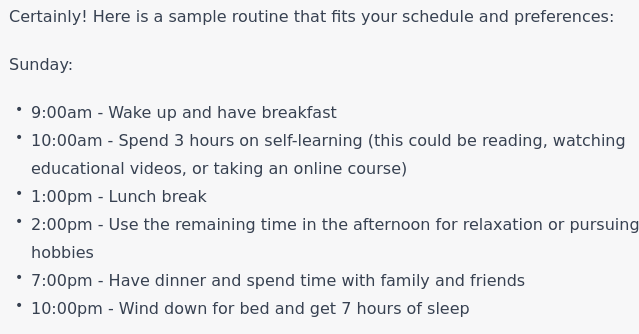 Certainly! Here is a sample routine that fits your schedule and preferences:
Sunday:
• 9:00am - Wake up and have breakfast
• 10:00am - Spend 3 hours on self-learning (this could be reading, watching
educational videos, or taking an online course)
• 1:00pm - Lunch break
• 2:00pm - Use the remaining time in the afternoon for relaxation or pursuing
hobbies
• 7:00pm - Have dinner and spend time with family and friends
• 10:00pm - Wind down for bed and get 7 hours of sleep